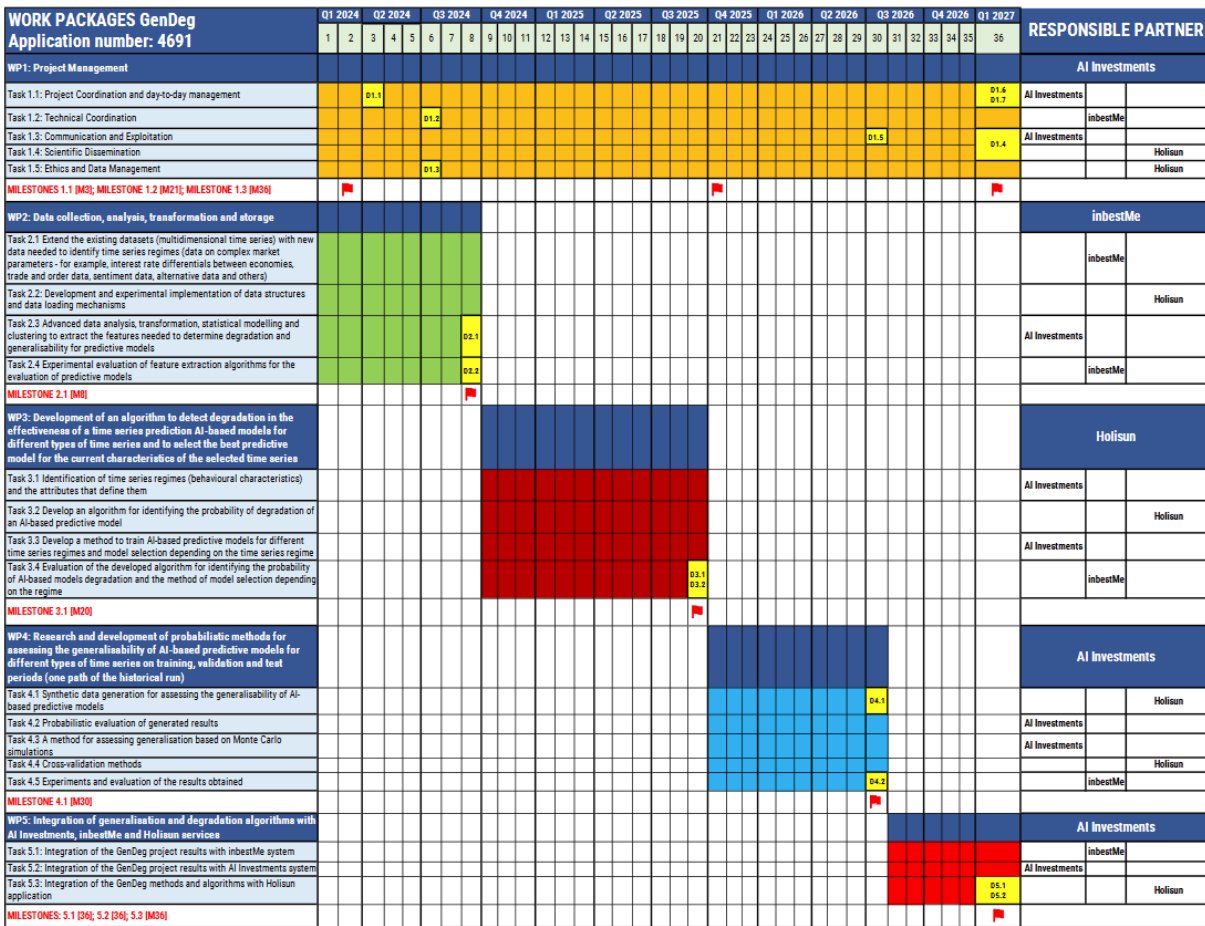 WORK PACKAGES GenDeg
Application number: 4691
Q1 2024 Q2 2024 Q3 2024 Q4 2024 Q1 2025 Q2 2025 Q3 2025 Q4 2025 Q1 2026 Q2 2026 Q3 2026 Q4 2026 Q1 2027
1 2 3 4 5 6 7 8 9 10 11 12 13 14 15 16 17 18 19 20 21 22 23 24 25 26 27 28 29 30 31 32 33 34 35 36
RESPONSIBLE PARTNER
WP1: Project Management
AI Investments
Task 1.1: Project Coordination and day-to-day management
D1.1
D1.6
D1.7
AI Investments
Task 1.2: Technical Coordination
D1.2
inbestMe
Task 1.3: Communication and Exploitation
D1.5
D1.4
AI Investments
Task 1.4: Scientific Dissemination
Holisun
Task 1.5: Ethics and Data Management
D1.3
Holisun
MILESTONES 1.1 [M3]; MILESTONE 1.2 [M21]; MILESTONE 1.3 [M36]
WP2: Data collection, analysis, transformation and storage
inbestMe
Task 2.1 Extend the existing datasets (multidimensional time series) with new
data needed to identify time series regimes (data on complex market
parameters - for example, interest rate differentials between economies,
trade and order data, sentiment data, alternative data and others)
inbestMe
Task 2.2: Development and experimental implementation of data structures
and data loading mechanisms
Holisun
Task 2.3 Advanced data analysis, transformation, statistical modelling and
clustering to extract the features needed to determine degradation and
generalisability for predictive models
D2.1
AI Investments
Task 2.4 Experimental evaluation of feature extraction algorithms for the
evaluation of predictive models
D2.2
inbestMe
MILESTONE 2.1 [M8]
WP3: Development of an algorithm to detect degradation in the
effectiveness of a time series prediction AI-based models for
different types of time series and to select the best predictive
model for the current characteristics of the selected time series
Holisun
Task 3.1 Identification of time series regimes (behavioural characteristics)
and the attributes that define them
AI Investments
Task 3.2 Develop an algorithm for identifying the probability of degradation of
an AI-based predictive model
Holisun
Task 3.3 Develop a method to train AI-based predictive models for different
time series regimes and model selection depending on the time series regime
AI Investments
Task 3.4 Evaluation of the developed algorithm for identifying the probability
of AI-based models degradation and the method of model selection depending
on the regime
D3.1
D3.2
inbestMe
MILESTONE 3.1 [M20]
WP4: Research and development of probabilistic methods for
assessing the generalisability of AI-based predictive models for
different types of time series on training, validation and test
periods (one path of the historical run)
AI Investments
Task 4.1 Synthetic data generation for assessing the generalisability of AI-
based predictive models
D4.1
Holisun
Task 4.2 Probabilistic evaluation of generated results
AI Investments
Task 4.3 A method for assessing generalisation based on Monte Carlo
simulations
AI Investments
Task 4.4 Cross-validation methods
Holisun
Task 4.5 Experiments and evaluation of the results obtained
D4.2
inbestMe
MILESTONE 4.1 [M30]
WP5: Integration of generalisation and degradation algorithms with
AI Investments, inbestMe and Holisun services
AI Investments
Task 5.1: Integration of the GenDeg project results with inbestMe system
inbestMe
Task 5.2: Integration of the GenDeg project results with AI Investments system
AI Investments
Task 5.3: Integration of the GenDeg methods and algorithms with Holisun
application
D5.1
D5.2
Holisun
MILESTONES: 5.1 [36]; 5.2 [36]; 5.3 [M36]